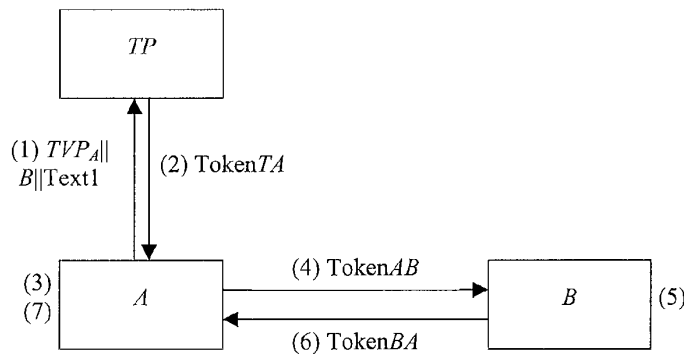 TP
(1) TVP_A||
B||Text1
(2) TokenTA
(3)
(7)
A
(4) TokenAB
(6) TokenBA
B
(5)